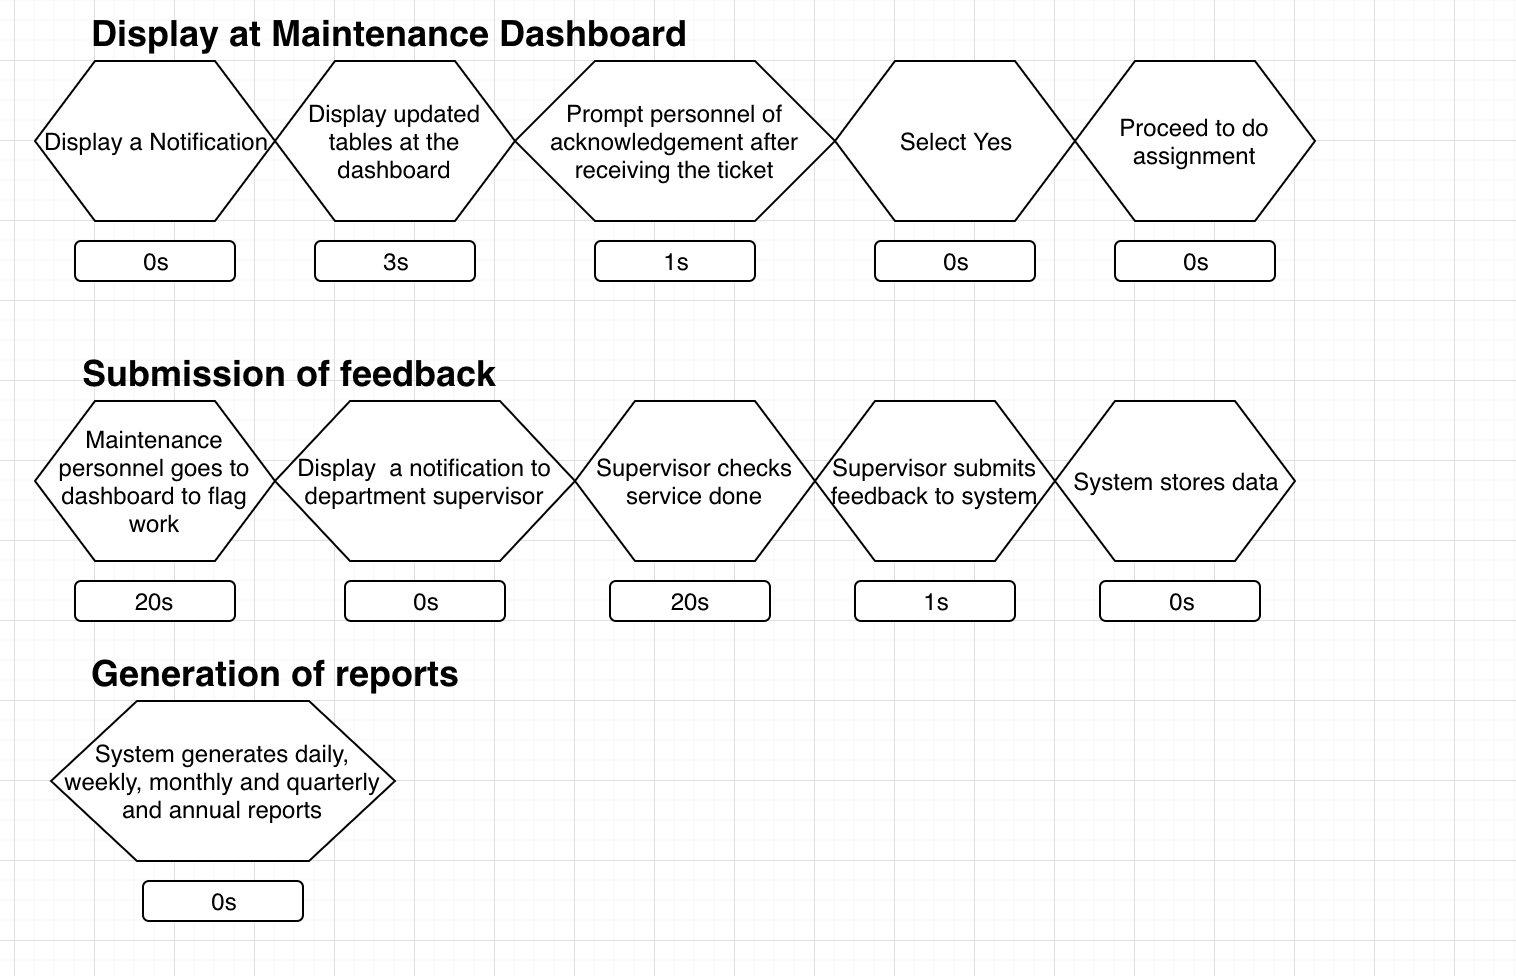 Display at Maintenance Dashboard
Display a Notification
Display updated
tables at the
dashboard
Prompt personnel of
acknowledgement after
receiving the ticket
Select Yes
Proceed to do
assignment
0s
3s
1s
0s
0s
Submission of feedback
Maintenance
personnel goes to
dashboard to flag
work
Display  a notification to
department supervisor
Supervisor checks
service done
Supervisor submits
feedback to system
System stores data
20s
0s
20s
1s
0s
Generation of reports
System generates daily,
weekly, monthly and quarterly
and annual reports
0s